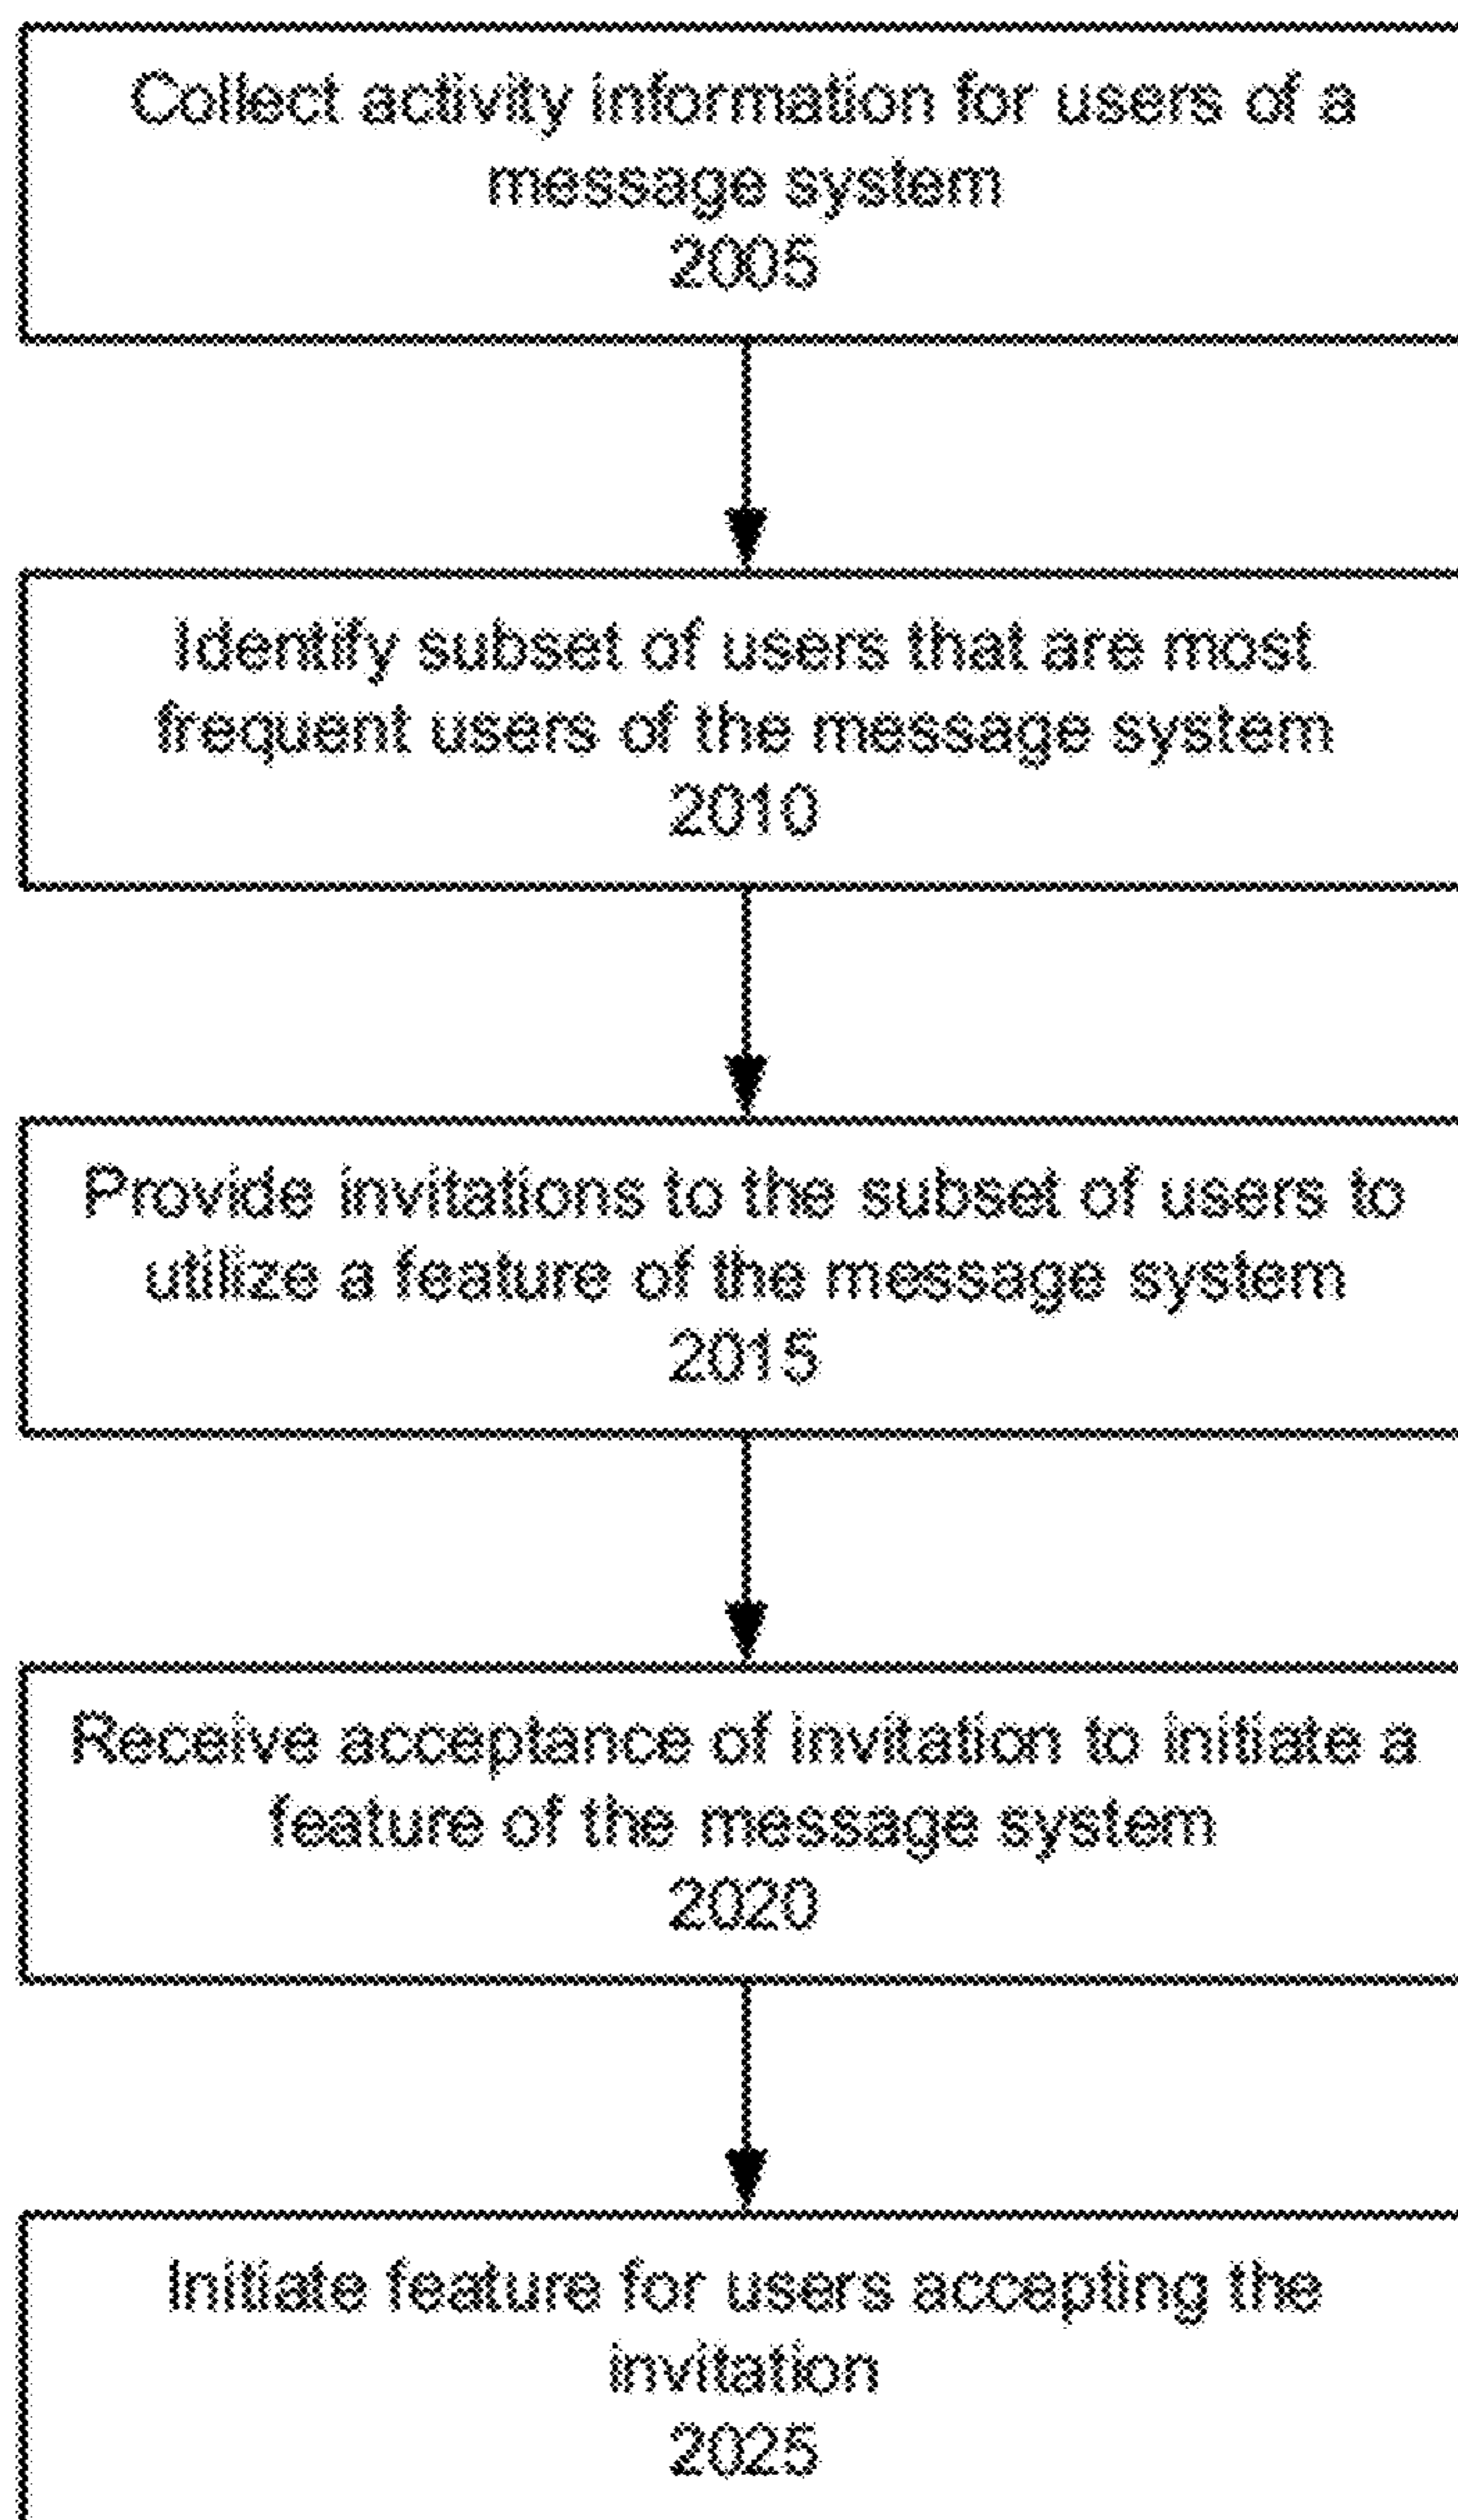 Collect activity information for users of a
message system
2005
Identify subset of users that are most
frequent users of the message system
2010
Provide invitations to the subset of users to
utilize a feature of the message system
2015
Receive acceptance of invitation to initiate a
feature of the message system
2020
Initiate feature for users accepting the
invitation
2025